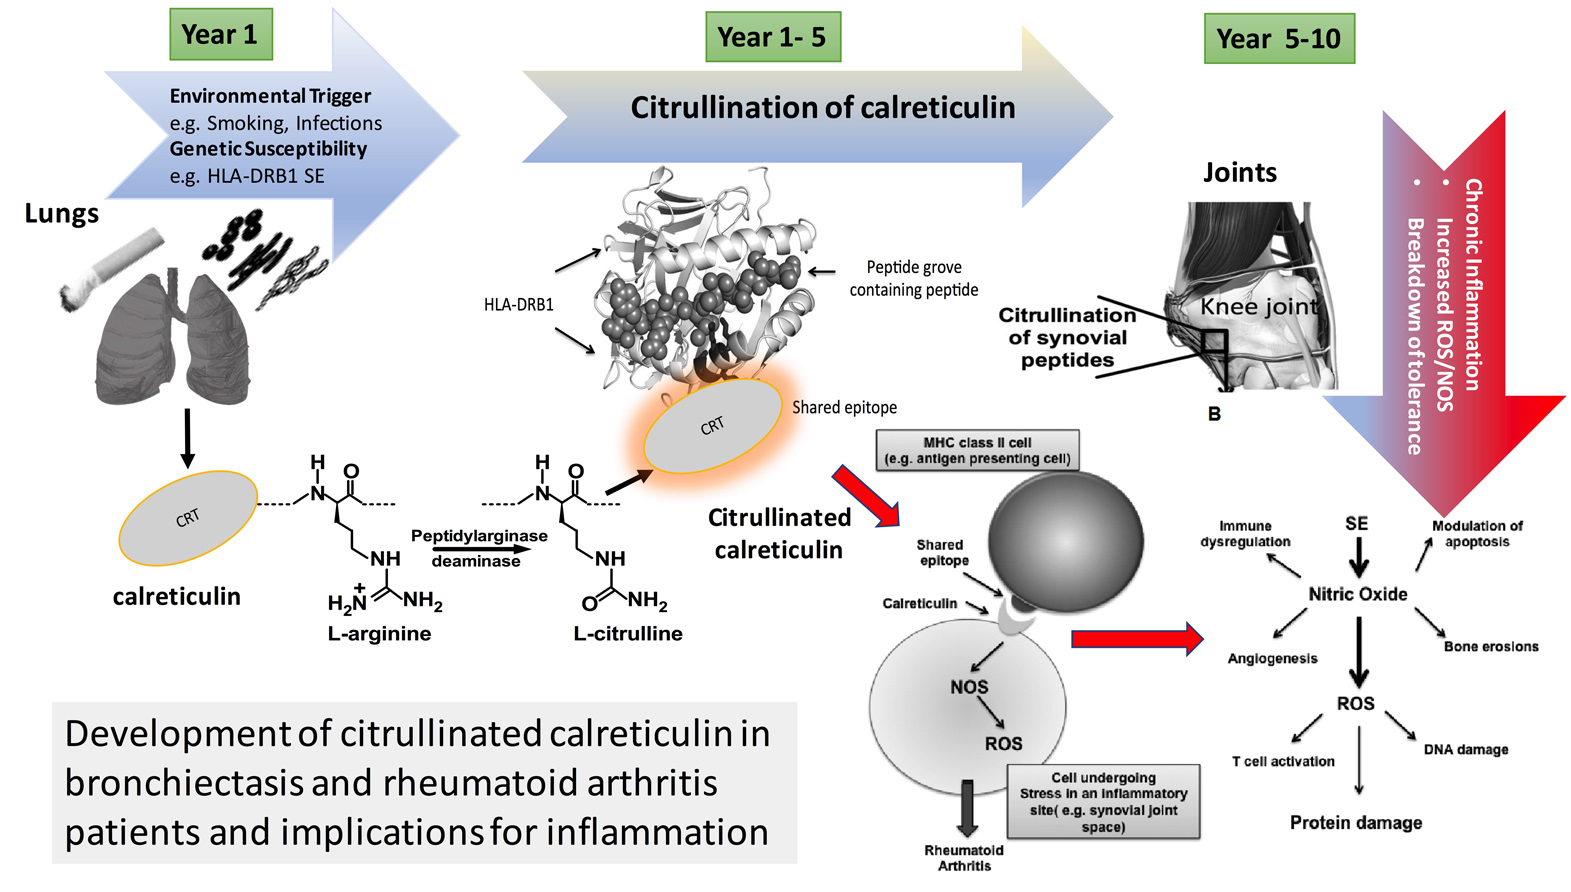 Year 1
Environmental Trigger
e.g. Smoking, Infections
Genetic Susceptibility
e.g. HLA-DRB1 SE
Lungs
CRT
calreticulin
H
N
O
NH
+
H₂N
NH₂
L-arginine
Peptidylarginase
deaminase
H
N
O
NH
O
NH₂
L-citrulline
Year 1- 5
Citrullination of calreticulin
HLA-DRB1
Peptide grove
containing peptide
Shared epitope
CRT
Citrullinated
calreticulin
Year 5-10
Joints
Knee joint
Citrullination
of synovial
peptides
B
Chronic Inflammation
• Increased ROS/NOS
• Breakdown of tolerance
MHC class II cell
(e.g. antigen presenting cell)
Shared
epitope
Calreticulin
NOS
ROS
Cell undergoing
Stress in an inflammatory
site( e.g. synovial joint
space)
Rheumatoid
Arthritis
SE
Immune
dysregulation
Modulation of
apoptosis
Nitric Oxide
Angiogenesis
Bone erosions
ROS
T cell activation
DNA damage
Protein damage
Development of citrullinated calreticulin in
bronchiectasis and rheumatoid arthritis
patients and implications for inflammation